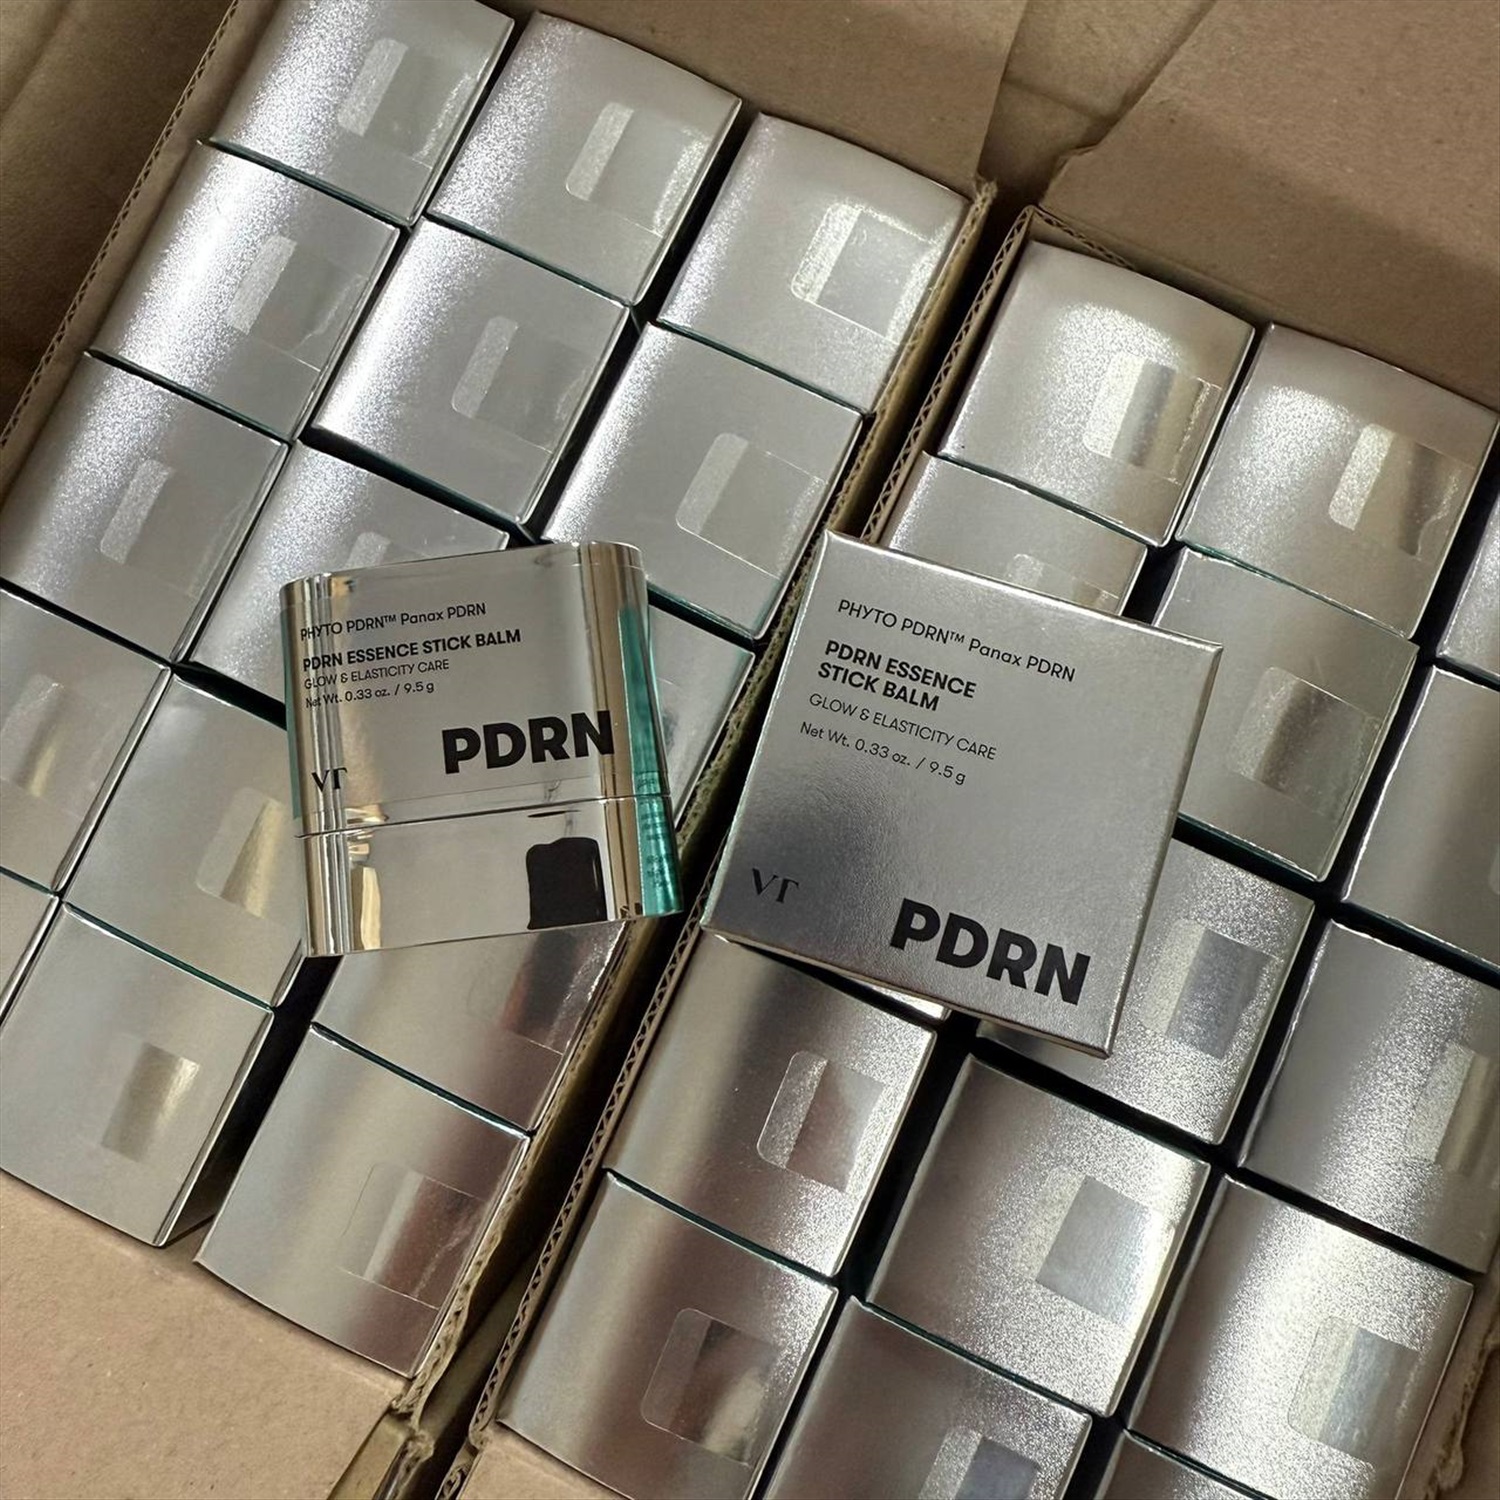 PHYTO PDRN™ Panax PDRN
PDRN ESSENCE STICK BALM
GLOW & ELASTICITY CARE
Net Wt. 0.33 oz. / 9.5 g
PDRN
VT
PHYTO PDRN™ Panax PDRN
PDRN ESSENCE
STICK BALM
GLOW & ELASTICITY CARE
Net Wt. 0.33 oz. / 9.5 g
VT
PDRN